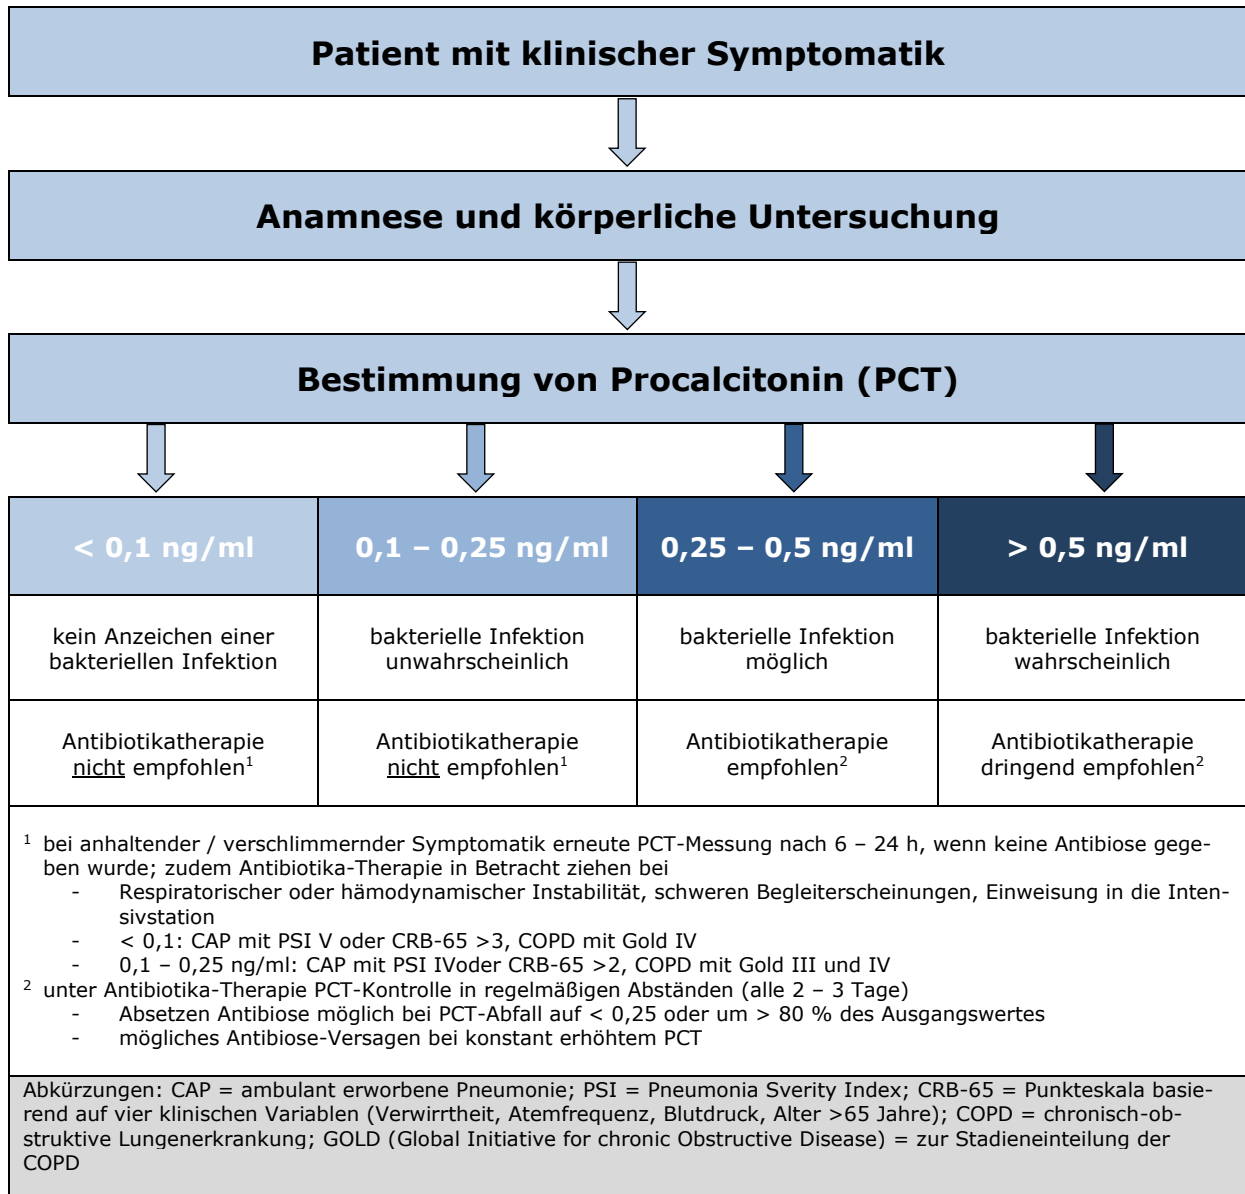 Patient mit klinischer Symptomatik
Anamnese und körperliche Untersuchung
Bestimmung von Procalcitonin (PCT)
< 0,1 ng/ml
0,1 – 0,25 ng/ml
0,25 – 0,5 ng/ml
> 0,5 ng/ml
kein Anzeichen einer
bakteriellen Infektion
bakterielle Infektion
unwahrscheinlich
bakterielle Infektion
möglich
bakterielle Infektion
wahrscheinlich
Antibiotikatherapie
nicht empfohlen¹
Antibiotikatherapie
nicht empfohlen¹
Antibiotikatherapie
empfohlen²
Antibiotikatherapie
dringend empfohlen²
¹ bei anhaltender / verschlimmernder Symptomatik erneute PCT-Messung nach 6 – 24 h, wenn keine Antibiose gege-
ben wurde; zudem Antibiotika-Therapie in Betracht ziehen bei
- Respiratorischer oder hämodynamischer Instabilität, schweren Begleiterscheinungen, Einweisung in die Inten-
sivstation
- < 0,1: CAP mit PSI V oder CRB-65 >3, COPD mit Gold IV
- 0,1 – 0,25 ng/ml: CAP mit PSI IVoder CRB-65 >2, COPD mit Gold III und IV
² unter Antibiotika-Therapie PCT-Kontrolle in regelmäßigen Abständen (alle 2 – 3 Tage)
- Absetzen Antibiose möglich bei PCT-Abfall auf < 0,25 oder um > 80 % des Ausgangswertes
- mögliches Antibiose-Versagen bei konstant erhöhtem PCT
Abkürzungen: CAP = ambulant erworbene Pneumonie; PSI = Pneumonia Sverity Index; CRB-65 = Punkteskala basie-
rend auf vier klinischen Variablen (Verwirrtheit, Atemfrequenz, Blutdruck, Alter >65 Jahre); COPD = chronisch-ob-
struktive Lungenerkrankung; GOLD (Global Initiative for chronic Obstructive Disease) = zur Stadieneinteilung der
COPD